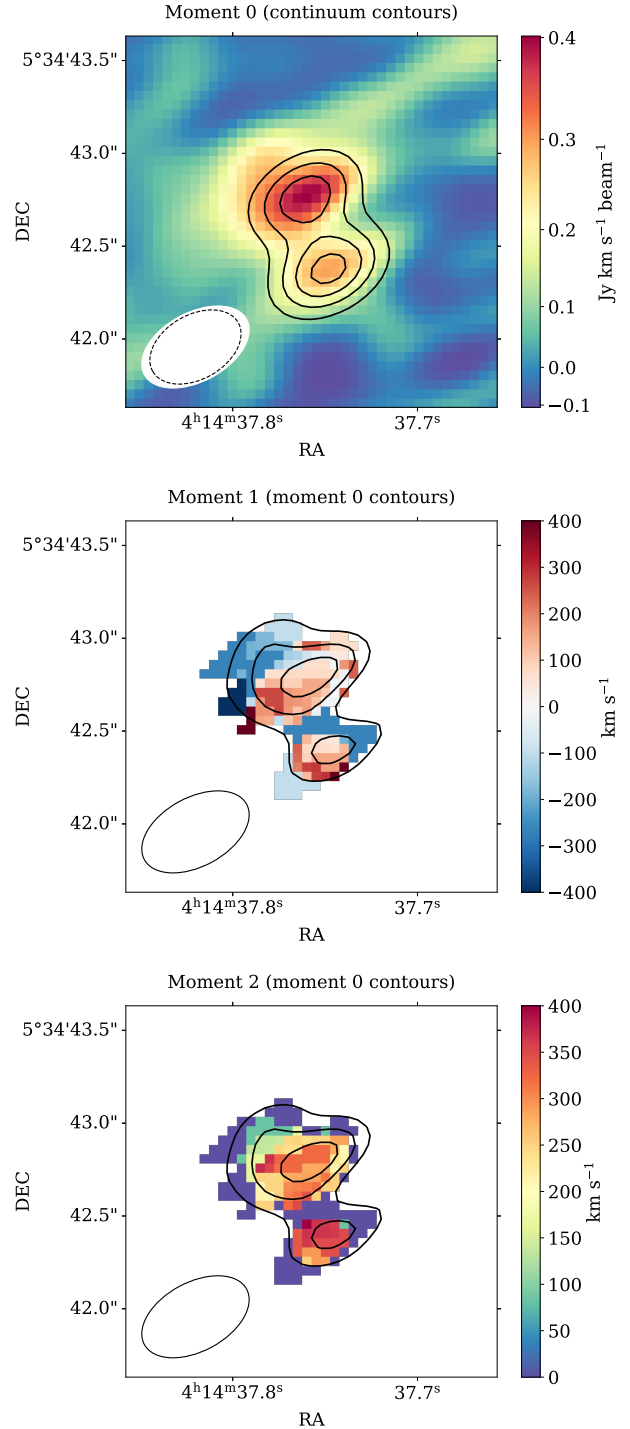 Moment 0 (continuum contours)
5°34'43.5"
43.0"
42.5"
42.0"
DEC
4ʰ14ᵐ37.8ˢ
37.7ˢ
RA
0.4
0.3
0.2
0.1
0.0
−0.1
Jy km s⁻¹ beam⁻¹
Moment 1 (moment 0 contours)
5°34'43.5"
43.0"
42.5"
42.0"
DEC
4ʰ14ᵐ37.8ˢ
37.7ˢ
RA
400
300
200
100
0
−100
−200
−300
−400
km s⁻¹
Moment 2 (moment 0 contours)
5°34'43.5"
43.0"
42.5"
42.0"
DEC
4ʰ14ᵐ37.8ˢ
37.7ˢ
RA
400
350
300
250
200
150
100
50
0
km s⁻¹